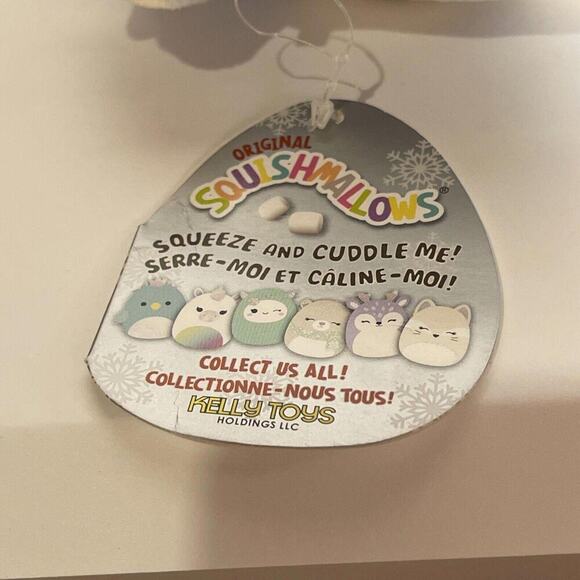 ORIGINAL
SQUISHMALLOWS®
SQUEEZE AND CUDDLE ME!
SERRE-MOI ET CÂLINE-MOI!
COLLECT US ALL!
COLLECTIONNE-NOUS TOUS!
KELLY TOYS
HOLDINGS LLC